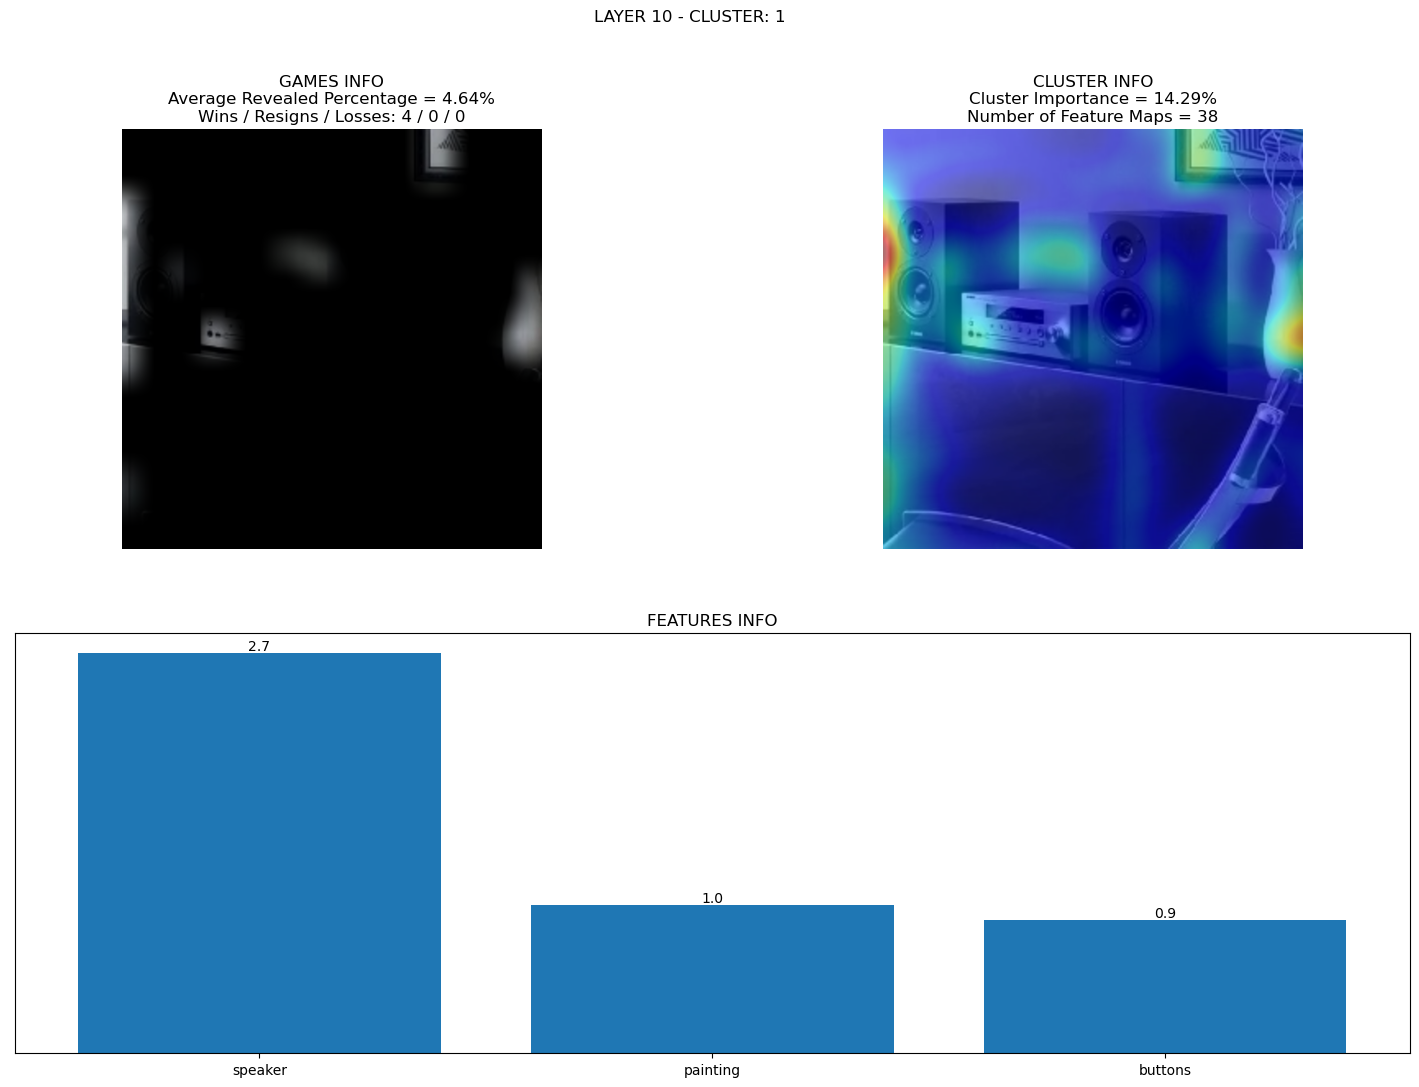 LAYER 10 - CLUSTER: 1
GAMES INFO
Average Revealed Percentage = 4.64%
Wins / Resigns / Losses: 4 / 0 / 0
CLUSTER INFO
Cluster Importance = 14.29%
Number of Feature Maps = 38
FEATURES INFO
2.7
1.0
0.9
speaker
painting
buttons